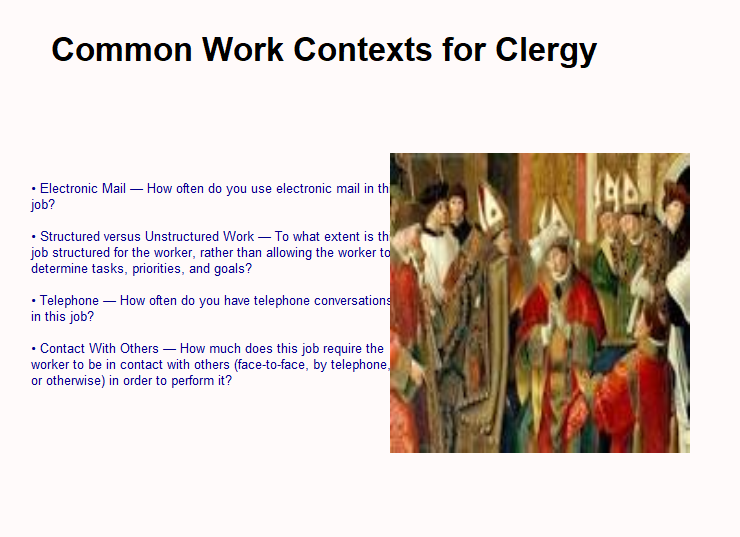 Common Work Contexts for Clergy
• Electronic Mail — How often do you use electronic mail in th
job?
• Structured versus Unstructured Work — To what extent is th
job structured for the worker, rather than allowing the worker to
determine tasks, priorities, and goals?
• Telephone — How often do you have telephone conversations
in this job?
• Contact With Others — How much does this job require the
worker to be in contact with others (face-to-face, by telephone,
or otherwise) in order to perform it?